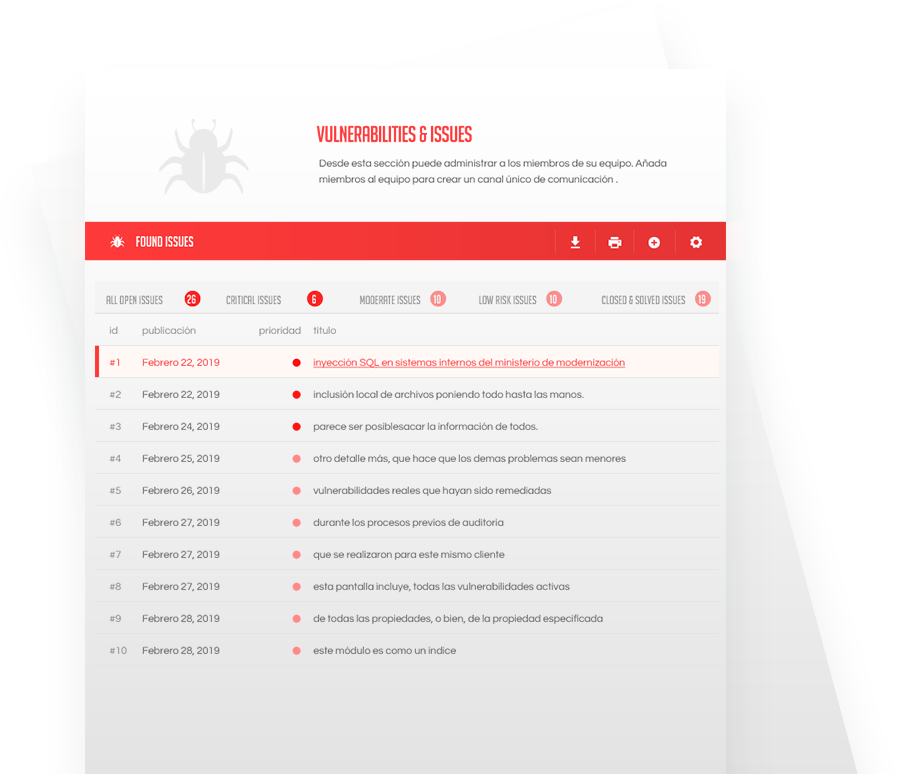 VULNERABILITIES & ISSUES
Desde esta sección puede administrar a los miembros de su equipo. Añada
miembros al equipo para crear un canal único de comunicación .
FOUND ISSUES
ALL OPEN ISSUES 26 CRITICAL ISSUES 6 MODERATE ISSUES 10 LOW RISK ISSUES 10 CLOSED & SOLVED ISSUES 19
id publicación prioridad título
#1 Febrero 22, 2019 inyección SQL en sistemas internos del ministerio de modernización
#2 Febrero 22, 2019 inclusión local de archivos poniendo todo hasta las manos.
#3 Febrero 24, 2019 parece ser posiblesacar la información de todos.
#4 Febrero 25, 2019 otro detalle más, que hace que los demas problemas sean menores
#5 Febrero 26, 2019 vulnerabilidades reales que hayan sido remediadas
#6 Febrero 27, 2019 durante los procesos previos de auditoria
#7 Febrero 27, 2019 que se realizaron para este mismo cliente
#8 Febrero 27, 2019 esta pantalla incluye, todas las vulnerabilidades activas
#9 Febrero 28, 2019 de todas las propiedades, o bien, de la propiedad especificada
#10 Febrero 28, 2019 este módulo es como un indice